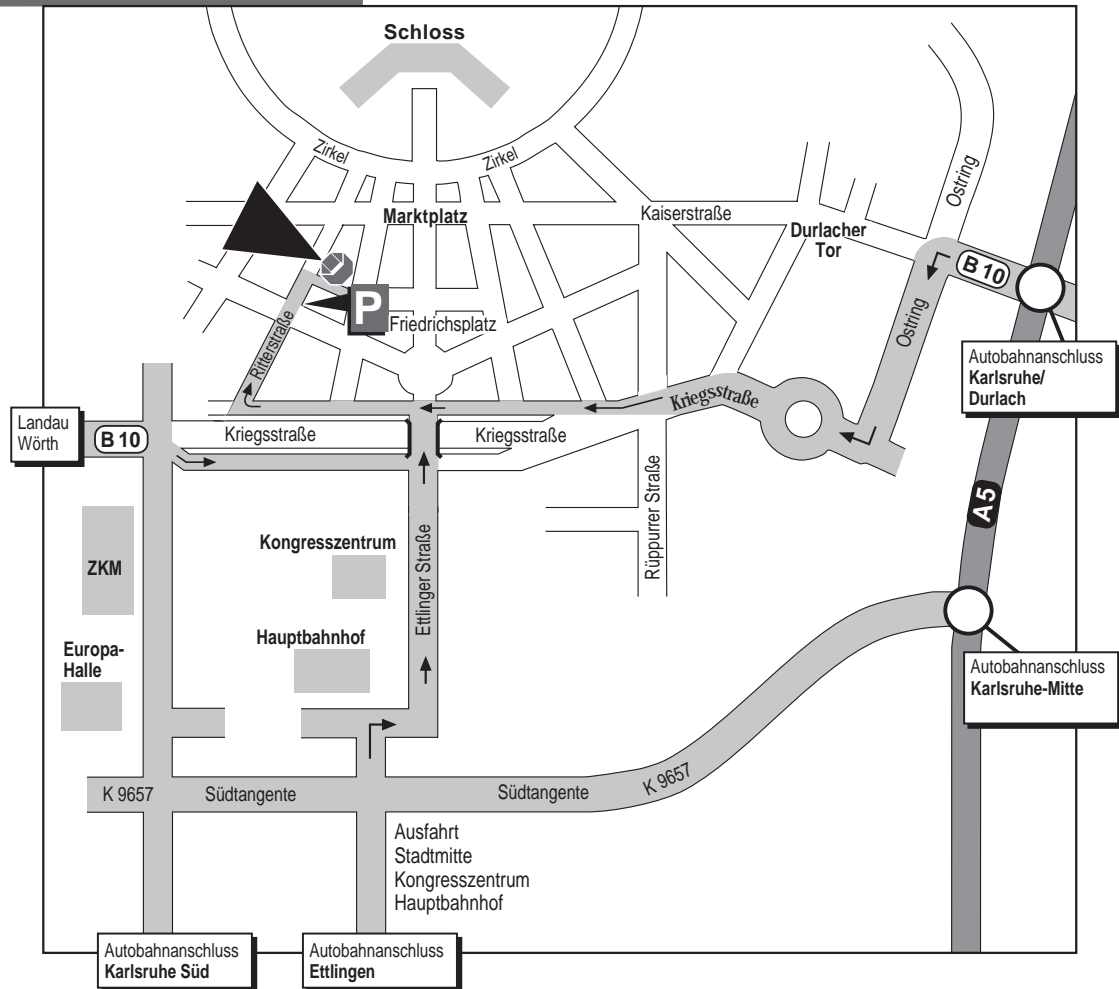 Schloss
Zirkel
Zirkel
Marktplatz
Kaiserstraße
Durlacher
Tor
Ostring
B 10
P
Friedrichsplatz
Ritterstraße
Ostring
Autobahnanschluss
Karlsruhe/
Durlach
Kriegsstraße
Landau
Wörth
B 10
Kriegsstraße
Kriegsstraße
A5
ZKM
Kongresszentrum
Ettlinger Straße
Rüppurrer Straße
Hauptbahnhof
Europa-
Halle
Autobahnanschluss
Karlsruhe-Mitte
K 9657
Südtangente
Südtangente
K 9657
Ausfahrt
Stadtmitte
Kongresszentrum
Hauptbahnhof
Autobahnanschluss
Karlsruhe Süd
Autobahnanschluss
Ettlingen